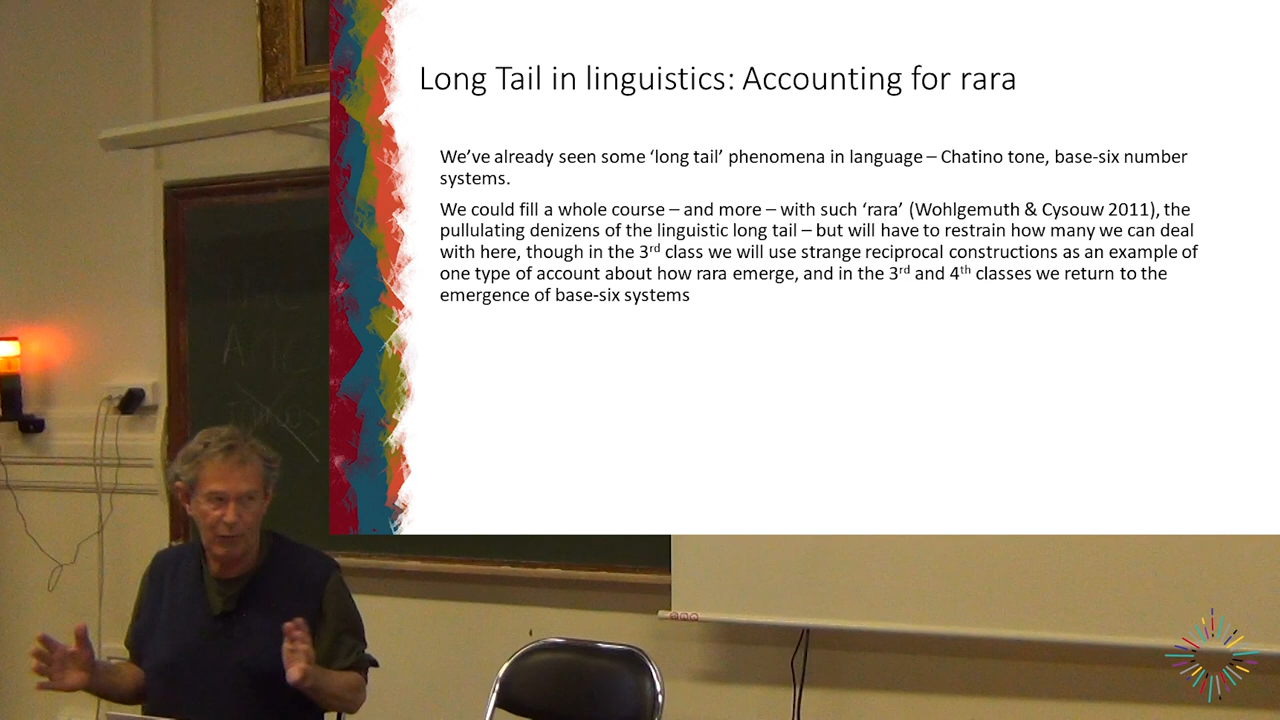 Long Tail in linguistics: Accounting for rara
We’ve already seen some ‘long tail’ phenomena in language – Chatino tone, base-six number
systems.
We could fill a whole course – and more – with such ‘rara’ (Wohlgemuth & Cysouw 2011), the
pullulating denizens of the linguistic long tail – but will have to restrain how many we can deal
with here, though in the 3rd class we will use strange reciprocal constructions as an example of
one type of account about how rara emerge, and in the 3rd and 4th classes we return to the
emergence of base-six systems